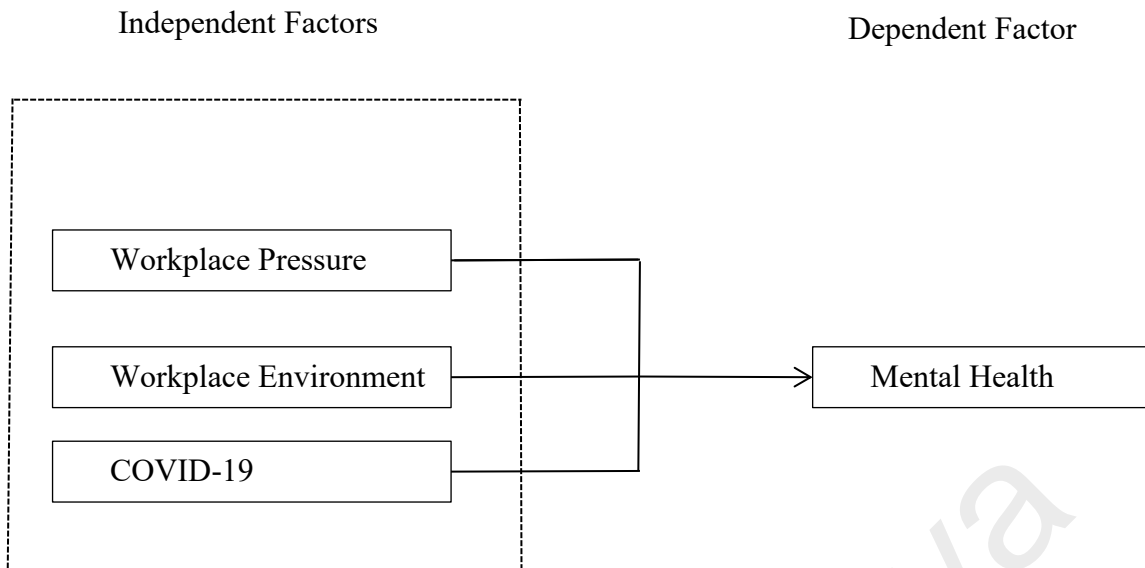 Independent Factors
Dependent Factor
Workplace Pressure
Workplace Environment
Mental Health
COVID-19